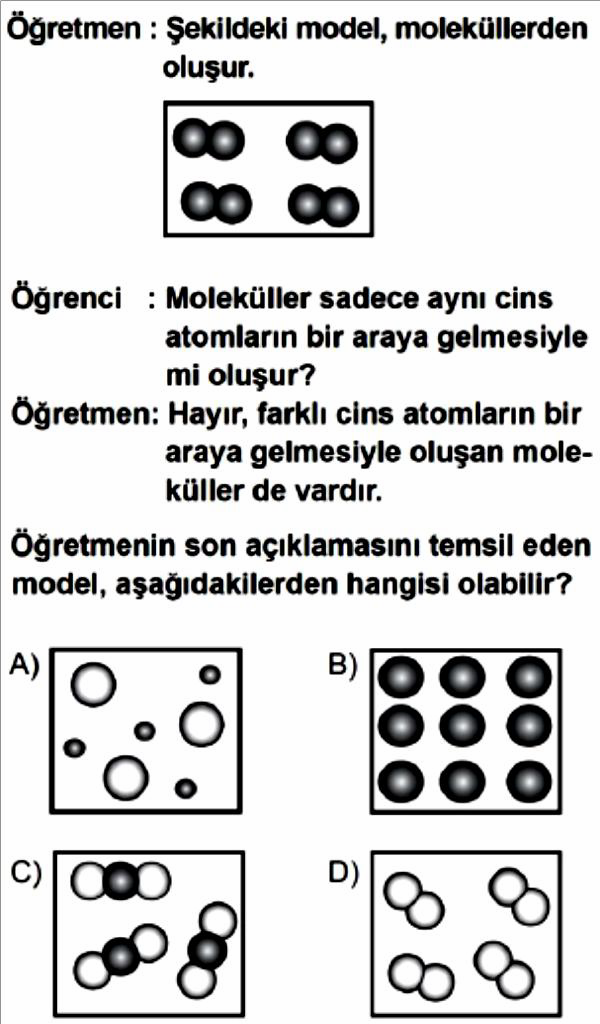 Öğretmen : Şekildeki model, moleküllerden
oluşur.
Öğrenci : Moleküller sadece aynı cins
atomların bir araya gelmesiyle
mi oluşur?
Öğretmen: Hayır, farklı cins atomların bir
araya gelmesiyle oluşan mole-
küller de vardır.
Öğretmenin son açıklamasını temsil eden
model, aşağıdakilerden hangisi olabilir?
A)
B)
C)
D)